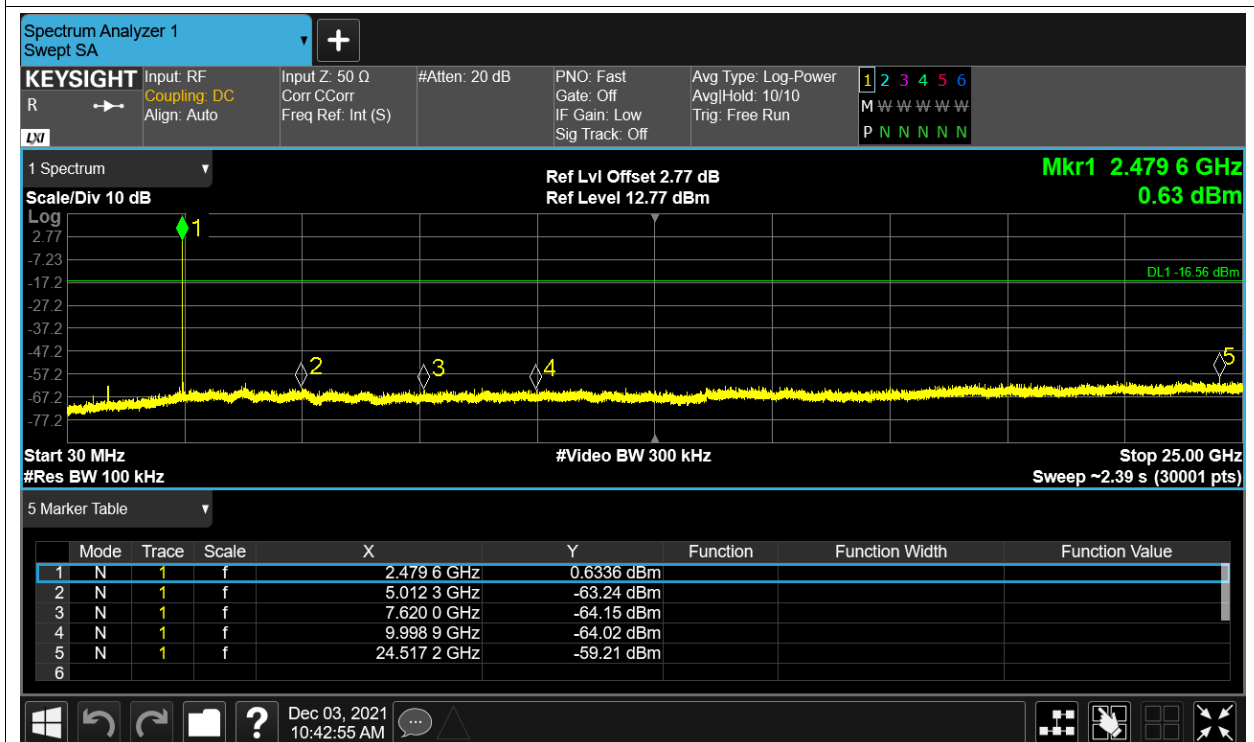 Spectrum Analyzer 1
Swept SA
+
KEYSIGHT
R
LXI
Input: RF
Coupling: DC
Align: Auto
Input Z: 50 Ω
Corr CCorr
Freq Ref: Int (S)
#Atten: 20 dB
PNO: Fast
Gate: Off
IF Gain: Low
Sig Track: Off
Avg Type: Log-Power
Avg|Hold: 10/10
Trig: Free Run
1 2 3 4 5 6
M W W W W W
P N N N N N
1 Spectrum
Scale/Div 10 dB
Ref Lvl Offset 2.77 dB
Ref Level 12.77 dBm
Mkr1 2.479 6 GHz
0.63 dBm
Log
2.77
-7.23
-17.2
-27.2
-37.2
-47.2
-57.2
-67.2
-77.2
1
2
3
4
5
DL1 -16.56 dBm
Start 30 MHz
#Video BW 300 kHz
Stop 25.00 GHz
#Res BW 100 kHz
Sweep ~2.39 s (30001 pts)
5 Marker Table
Mode Trace Scale X Y Function Function Width Function Value
1 N 1 f 2.479 6 GHz 0.6336 dBm
2 N 1 f 5.012 3 GHz -63.24 dBm
3 N 1 f 7.620 0 GHz -64.15 dBm
4 N 1 f 9.998 9 GHz -64.02 dBm
5 N 1 f 24.517 2 GHz -59.21 dBm
6
?
Dec 03, 2021
10:42:55 AM